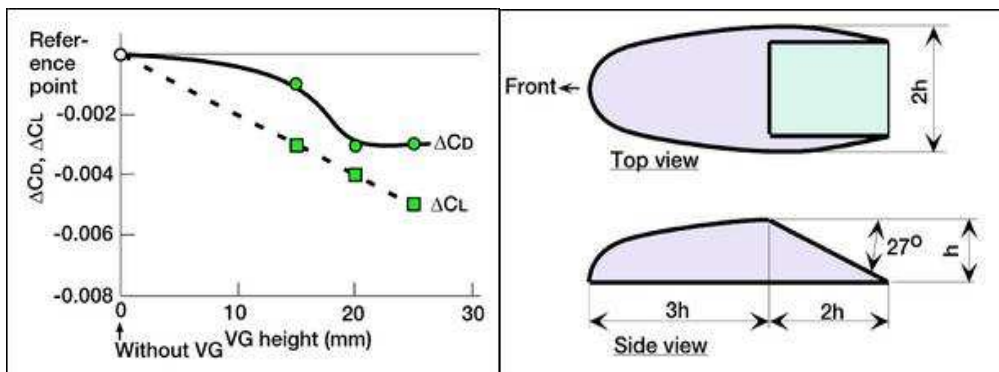 Refer-
ence
point
-0.002
-0.004
-0.006
-0.008
ΔCD, ΔCL
ΔCD
ΔCL
0
10
20
30
VG height (mm)
Without VG
Front
2h
Top view
27°
h
3h
2h
Side view